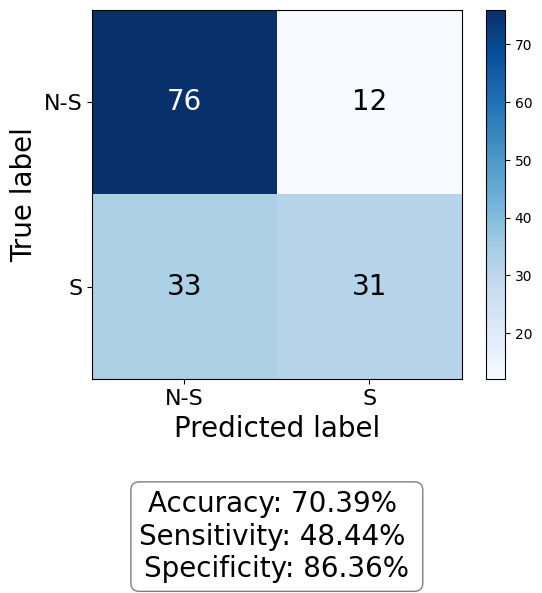 True label
N-S
76
12
S
33
31
N-S
S
Predicted label
70
60
50
40
30
20
Accuracy: 70.39%
Sensitivity: 48.44%
Specificity: 86.36%